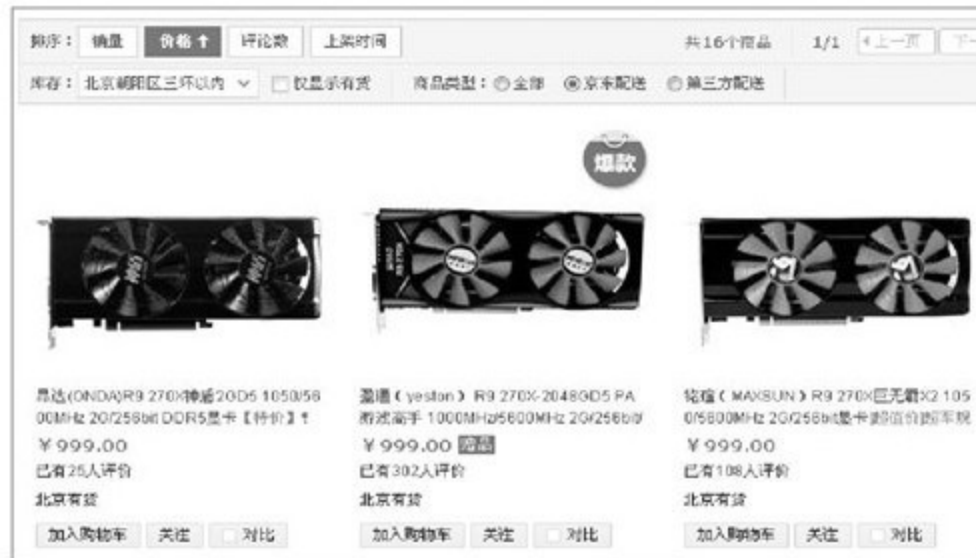 排序： 销量 价格↑ 评论数 上架时间 共16个商品 1/1 上一页 下一
库存： 北京朝阳区三环以内 仅显示有货 商品类型： 全部 京东配送 第三方配送
爆款
昂达(ONDA)R9 270X神盾2GD5 1050/56
00MHz 2G/256bit DDR5显卡【特价】
¥999.00
已有25人评价
北京有货
加入购物车 关注 对比
盈通（yeston） R9 270X-2048GD5 PA
游戏高手 1000MHz/5600MHz 2G/256bit/
¥999.00 赠品
已有302人评价
北京有货
加入购物车 关注 对比
铭瑄（MAXSUN）R9 270X巨无霸X2 105
0/5600MHz 2G/256bit显卡
¥999.00
已有108人评价
北京有货
加入购物车 关注 对比